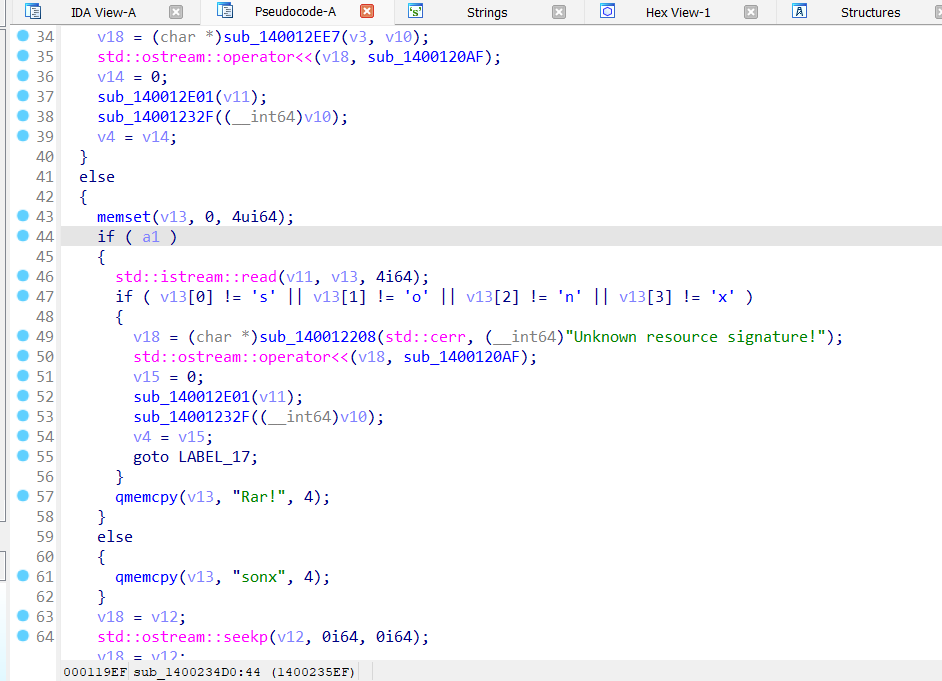 IDA View-A Pseudocode-A Strings Hex View-1 Structures
34 v18 = (char *)sub_140012EE7(v3, v10);
35 std::ostream::operator<<(v18, sub_1400120AF);
36 v14 = 0;
37 sub_140012E01(v11);
38 sub_14001232F((__int64)v10);
39 v4 = v14;
40 }
41 else
42 {
43 memset(v13, 0, 4ui64);
44 if ( a1 )
45 {
46 std::istream::read(v11, v13, 4i64);
47 if ( v13[0] != 's' || v13[1] != 'o' || v13[2] != 'n' || v13[3] != 'x' )
48 {
49 v18 = (char *)sub_140012208(std::cerr, (__int64)"Unknown resource signature!");
50 std::ostream::operator<<(v18, sub_1400120AF);
51 v15 = 0;
52 sub_140012E01(v11);
53 sub_14001232F((__int64)v10);
54 v4 = v15;
55 goto LABEL_17;
56 }
57 qmemcpy(v13, "Rar!", 4);
58 }
59 else
60 {
61 qmemcpy(v13, "sonx", 4);
62 }
63 v18 = v12;
64 std::ostream::seekp(v12, 0i64, 0i64);
v18 = v12;
000119EF sub_1400234D0:44 (1400235EF)